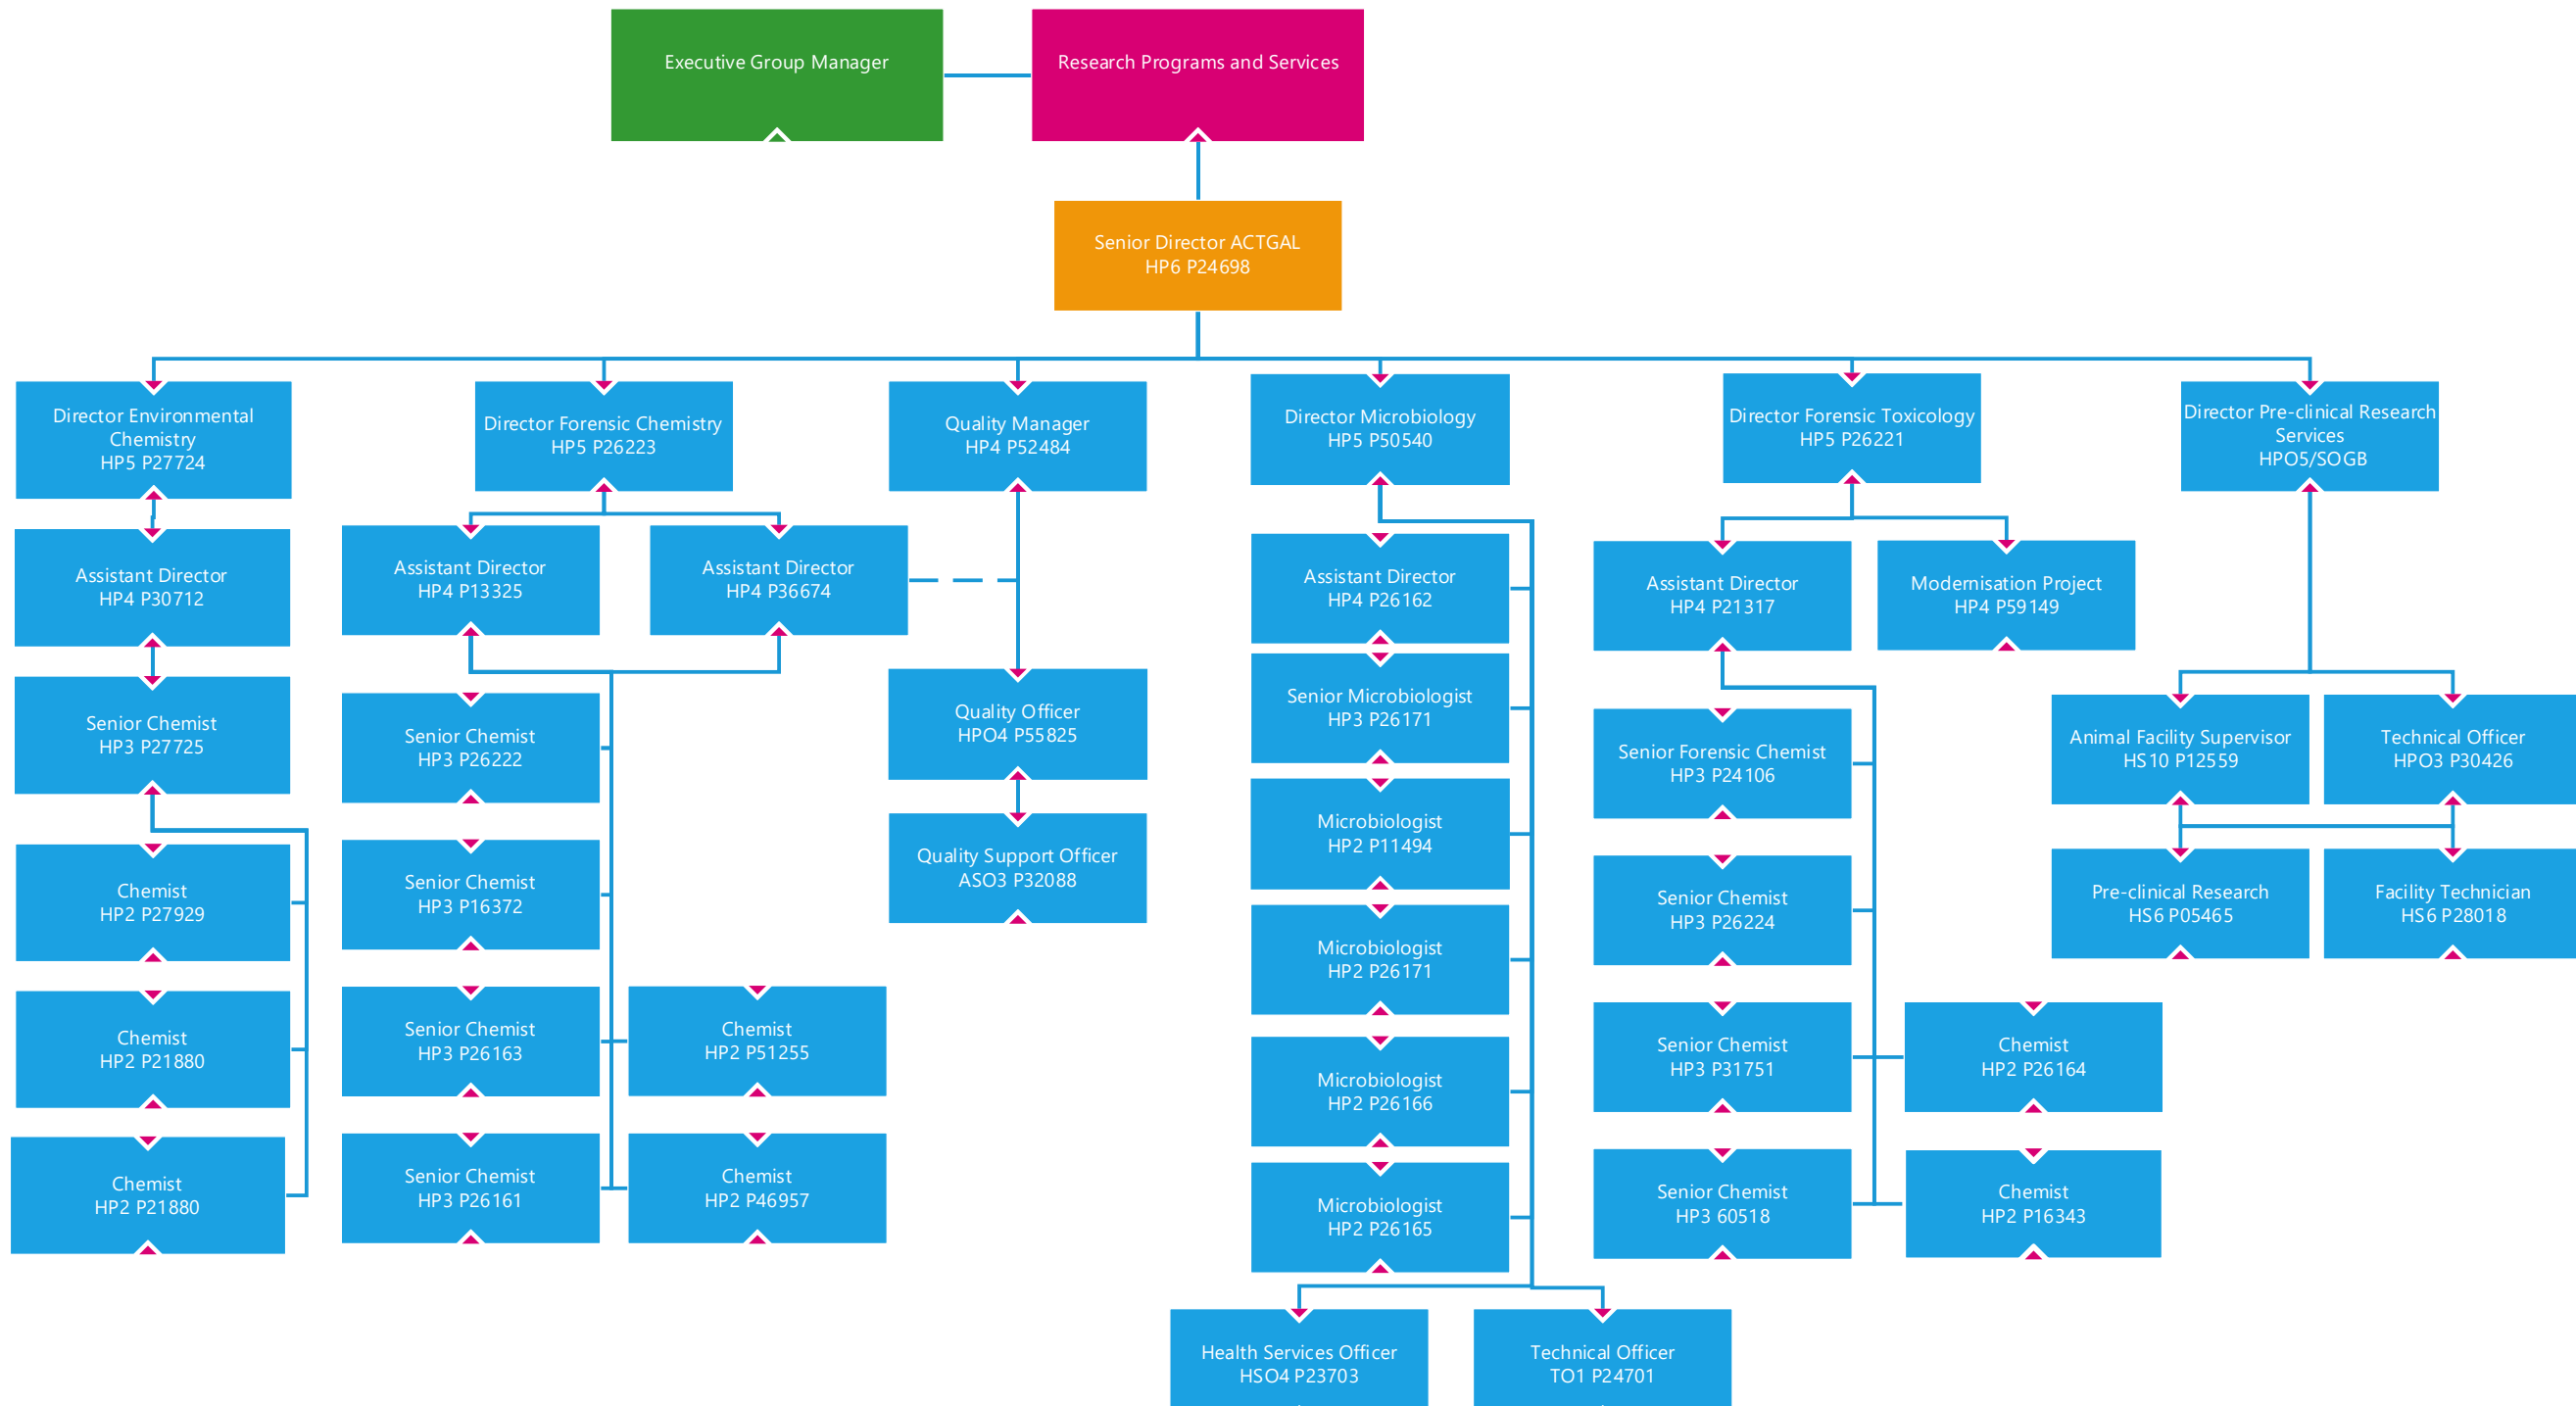 Executive Group Manager
Research Programs and Services
Senior Director ACTGAL
HP6 P24698
Director Environmental
Chemistry
HP5 P27724
Director Forensic Chemistry
HP5 P26223
Quality Manager
HP4 P52484
Director Microbiology
HP5 P50540
Director Forensic Toxicology
HP5 P26221
Director Pre-clinical Research
Services
HPO5/SOGB
Assistant Director
HP4 P30712
Assistant Director
HP4 P13325
Assistant Director
HP4 P36674
Assistant Director
HP4 P26162
Assistant Director
HP4 P21317
Modernisation Project
HP4 P59149
Senior Chemist
HP3 P27725
Senior Chemist
HP3 P26222
Quality Officer
HPO4 P55825
Senior Microbiologist
HP3 P26171
Senior Forensic Chemist
HP3 P24106
Animal Facility Supervisor
HS10 P12559
Technical Officer
HPO3 P30426
Chemist
HP2 P27929
Senior Chemist
HP3 P16372
Quality Support Officer
ASO3 P32088
Microbiologist
HP2 P11494
Senior Chemist
HP3 P26224
Pre-clinical Research
HS6 P05465
Facility Technician
HS6 P28018
Microbiologist
HP2 P26171
Chemist
HP2 P21880
Senior Chemist
HP3 P26163
Chemist
HP2 P51255
Microbiologist
HP2 P26166
Senior Chemist
HP3 P31751
Chemist
HP2 P26164
Chemist
HP2 P21880
Senior Chemist
HP3 P26161
Chemist
HP2 P46957
Microbiologist
HP2 P26165
Senior Chemist
HP3 60518
Chemist
HP2 P16343
Health Services Officer
HSO4 P23703
Technical Officer
TO1 P24701